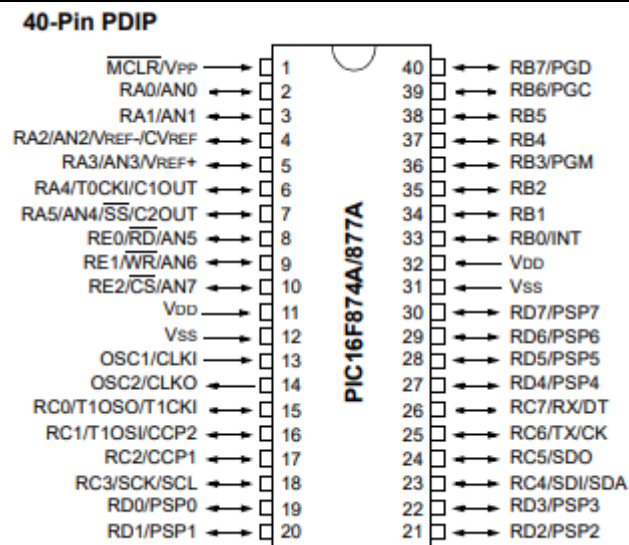 40-Pin PDIP
MCLR/VPP 1 40 RB7/PGD
RA0/AN0 2 39 RB6/PGC
RA1/AN1 3 38 RB5
RA2/AN2/VREF-/CVREF 4 37 RB4
RA3/AN3/VREF+ 5 36 RB3/PGM
RA4/T0CKI/C1OUT 6 35 RB2
RA5/AN4/SS/C2OUT 7 34 RB1
RE0/RD/AN5 8 33 RB0/INT
RE1/WR/AN6 9 32 VDD
RE2/CS/AN7 10 31 VSS
VDD 11 30 RD7/PSP7
VSS 12 29 RD6/PSP6
OSC1/CLKI 13 28 RD5/PSP5
OSC2/CLKO 14 27 RD4/PSP4
RC0/T1OSO/T1CKI 15 26 RC7/RX/DT
RC1/T1OSI/CCP2 16 25 RC6/TX/CK
RC2/CCP1 17 24 RC5/SDO
RC3/SCK/SCL 18 23 RC4/SDI/SDA
RD0/PSP0 19 22 RD3/PSP3
RD1/PSP1 20 21 RD2/PSP2
PIC16F874A/877A